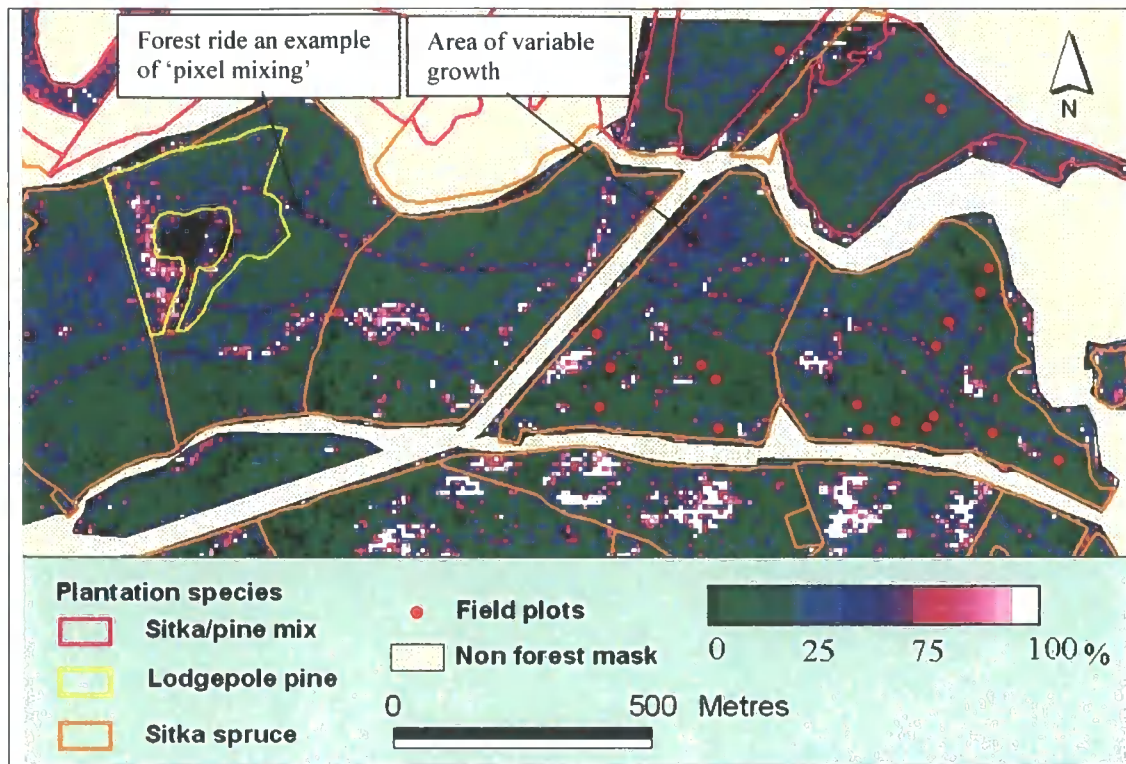 Forest ride an example
of ‘pixel mixing’
Area of variable
growth
N
Plantation species
Sitka/pine mix
Lodgepole pine
Sitka spruce
Field plots
Non forest mask
0 500 Metres
0 25 75 100 %